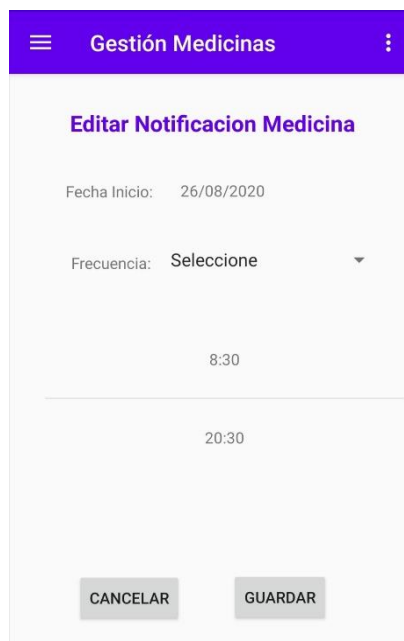 Gestión Medicinas
Editar Notificacion Medicina
Fecha Inicio: 26/08/2020
Frecuencia: Seleccione
8:30
20:30
CANCELAR GUARDAR